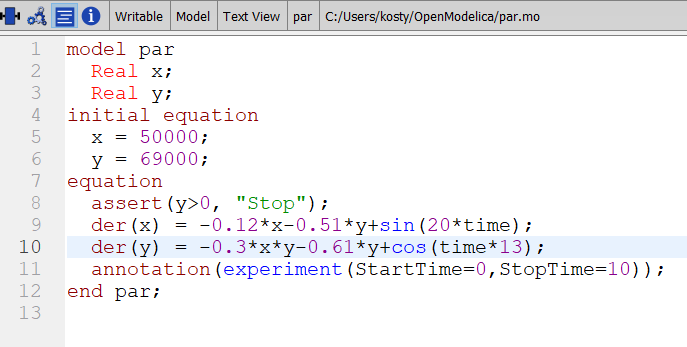 Writable Model Text View par C:/Users/kosty/OpenModelica/par.mo
1 model par
2   Real x;
3   Real y;
4 initial equation
5   x = 50000;
6   y = 69000;
7 equation
8   assert(y>0, "Stop");
9   der(x) = -0.12*x-0.51*y+sin(20*time);
10   der(y) = -0.3*x*y-0.61*y+cos(time*13);
11   annotation(experiment(StartTime=0,StopTime=10));
12 end par;
13